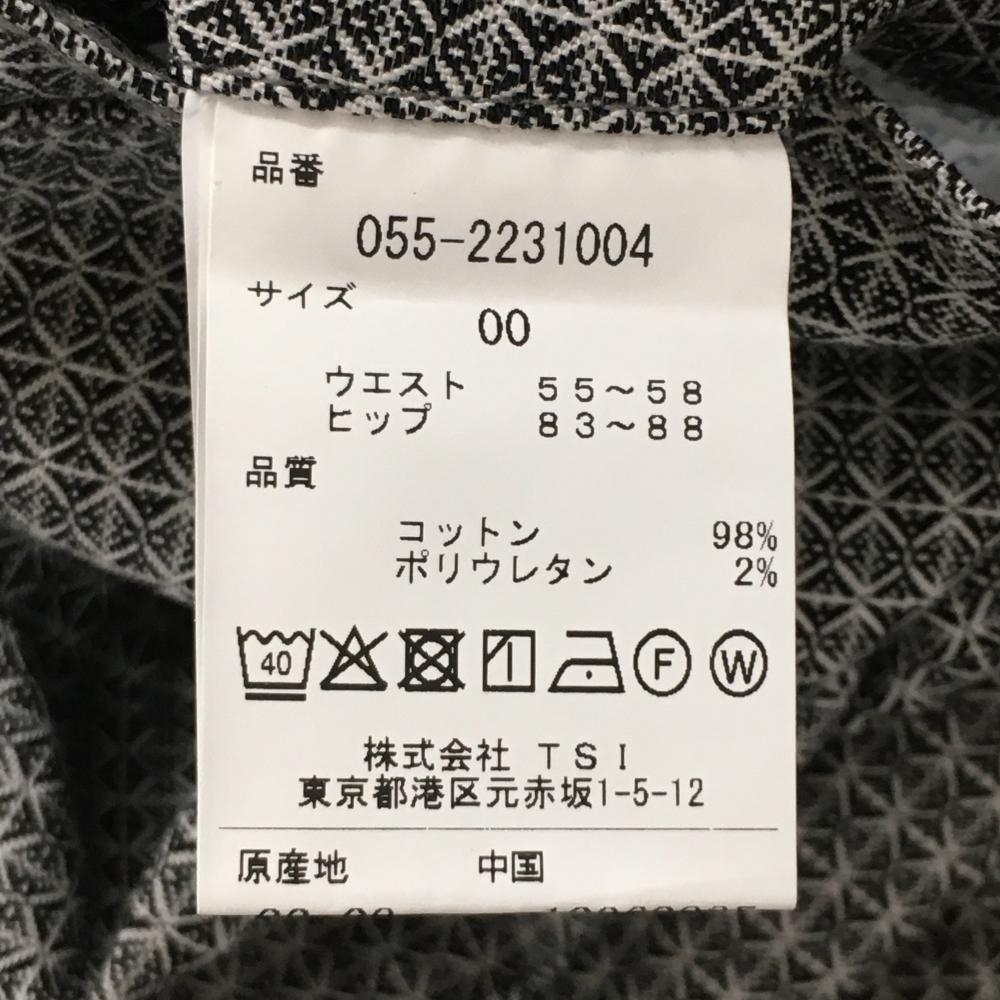 品番
055-2231004
サイズ
00
ウエスト 55～58
ヒップ 83～88
品質
コットン 98%
ポリウレタン 2%
40 F W
株式会社 TSI
東京都港区元赤坂1-5-12
原産地 中国